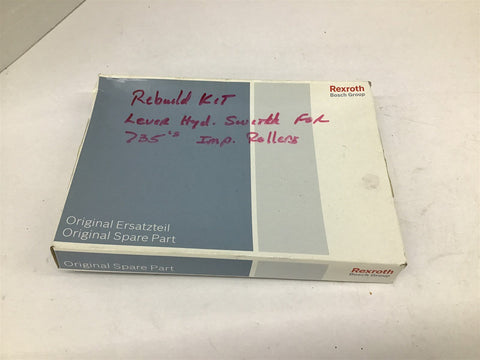 Rexroth
Bosch Group
Rebuild KiT
Lever Hyd. Swerth FOR
735's Imp. Rollers
Original Ersatzteil
Original Spare Part
Original Spare Part
Rexroth
Bosch Group